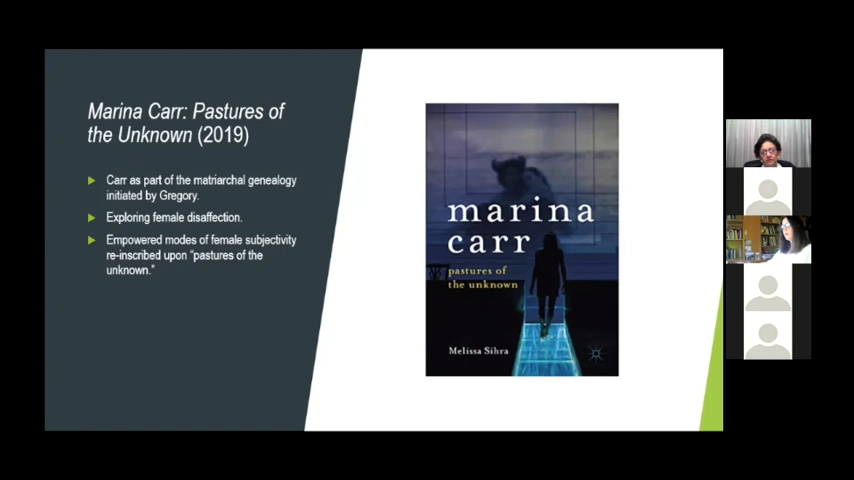 Marina Carr: Pastures of
the Unknown (2019)
Carr as part of the matriarchal genealogy
initiated by Gregory.
Exploring female disaffection.
Empowered modes of female subjectivity
re-inscribed upon “pastures of the
unknown.”
marina
carr
pastures of
the unknown
Melissa Sihra